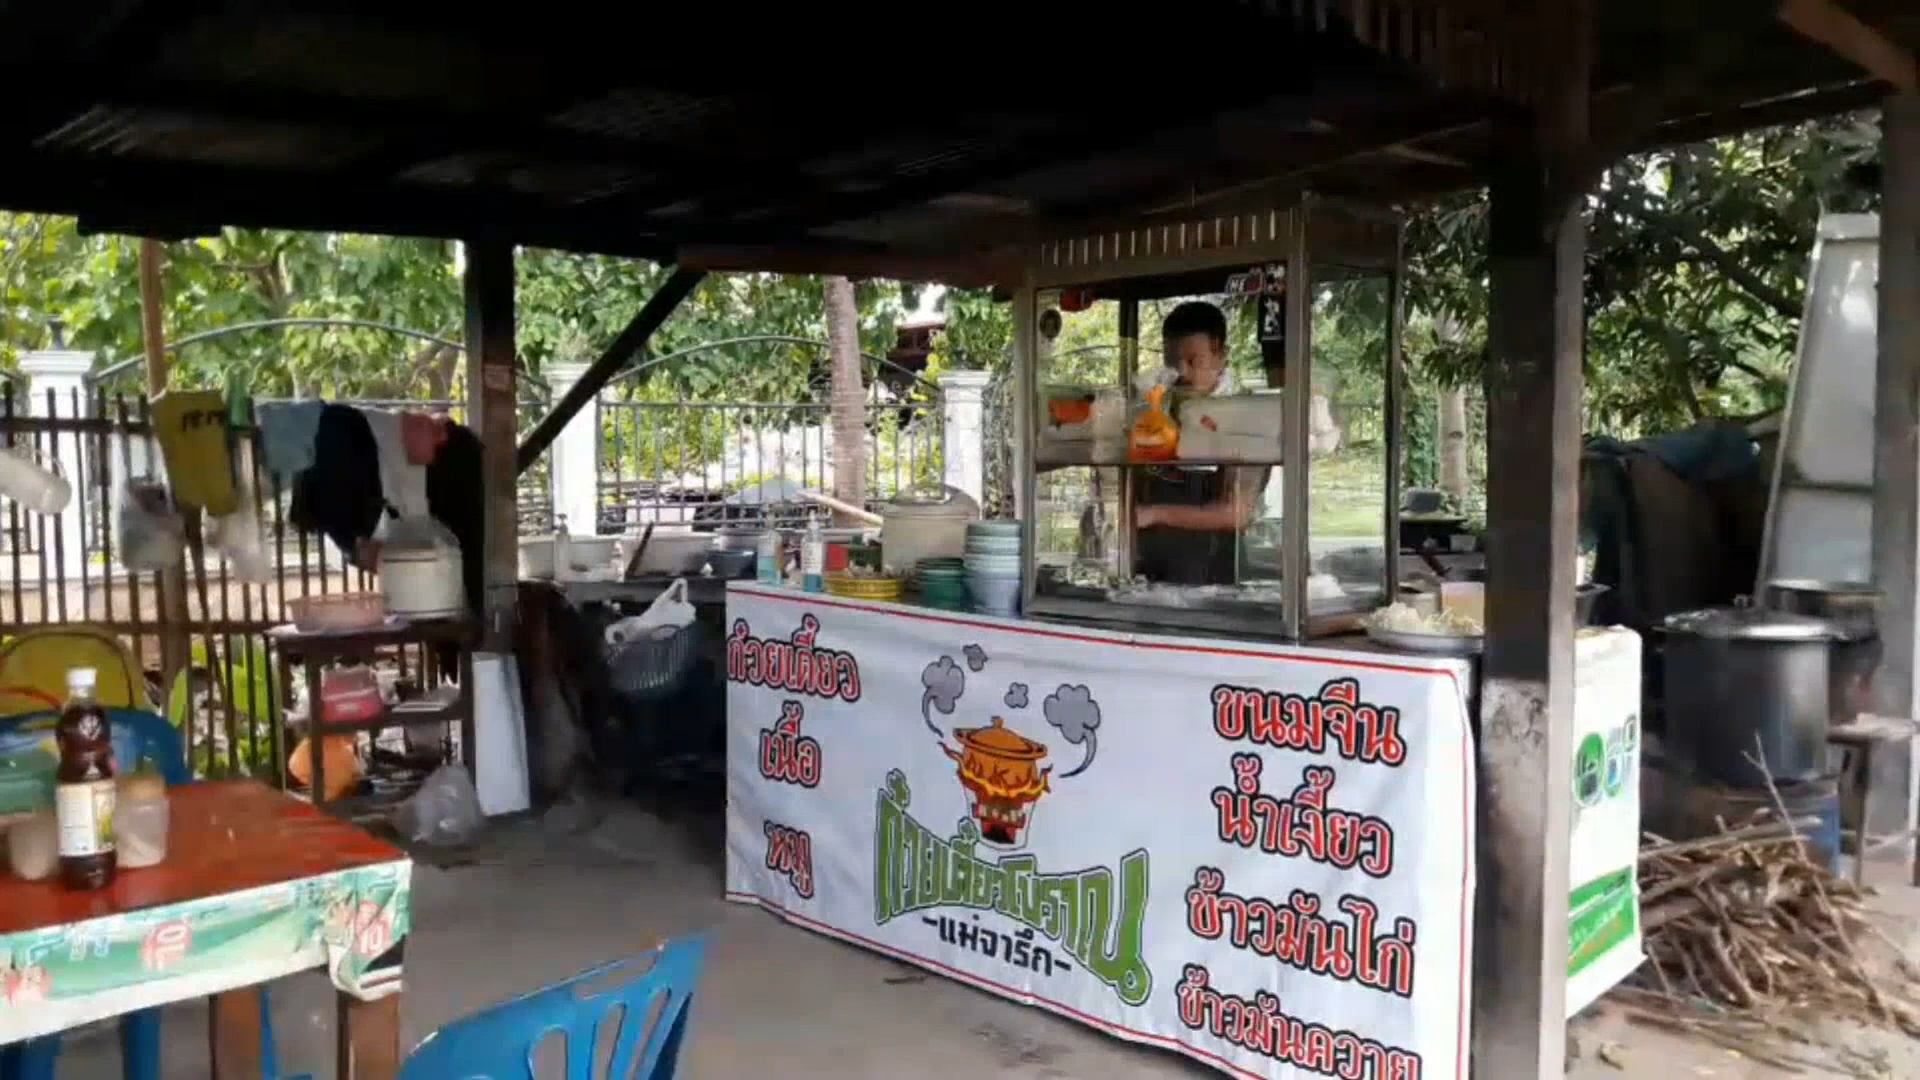 ก๋วยเตี๋ยว
เนื้อ
หมู
ก๋วยเตี๋ยวโบราณ
-แม่จารึก-
ขนมจีน
น้ำเงี้ยว
ข้าวมันไก่
ข้าวมันควาย
10
10